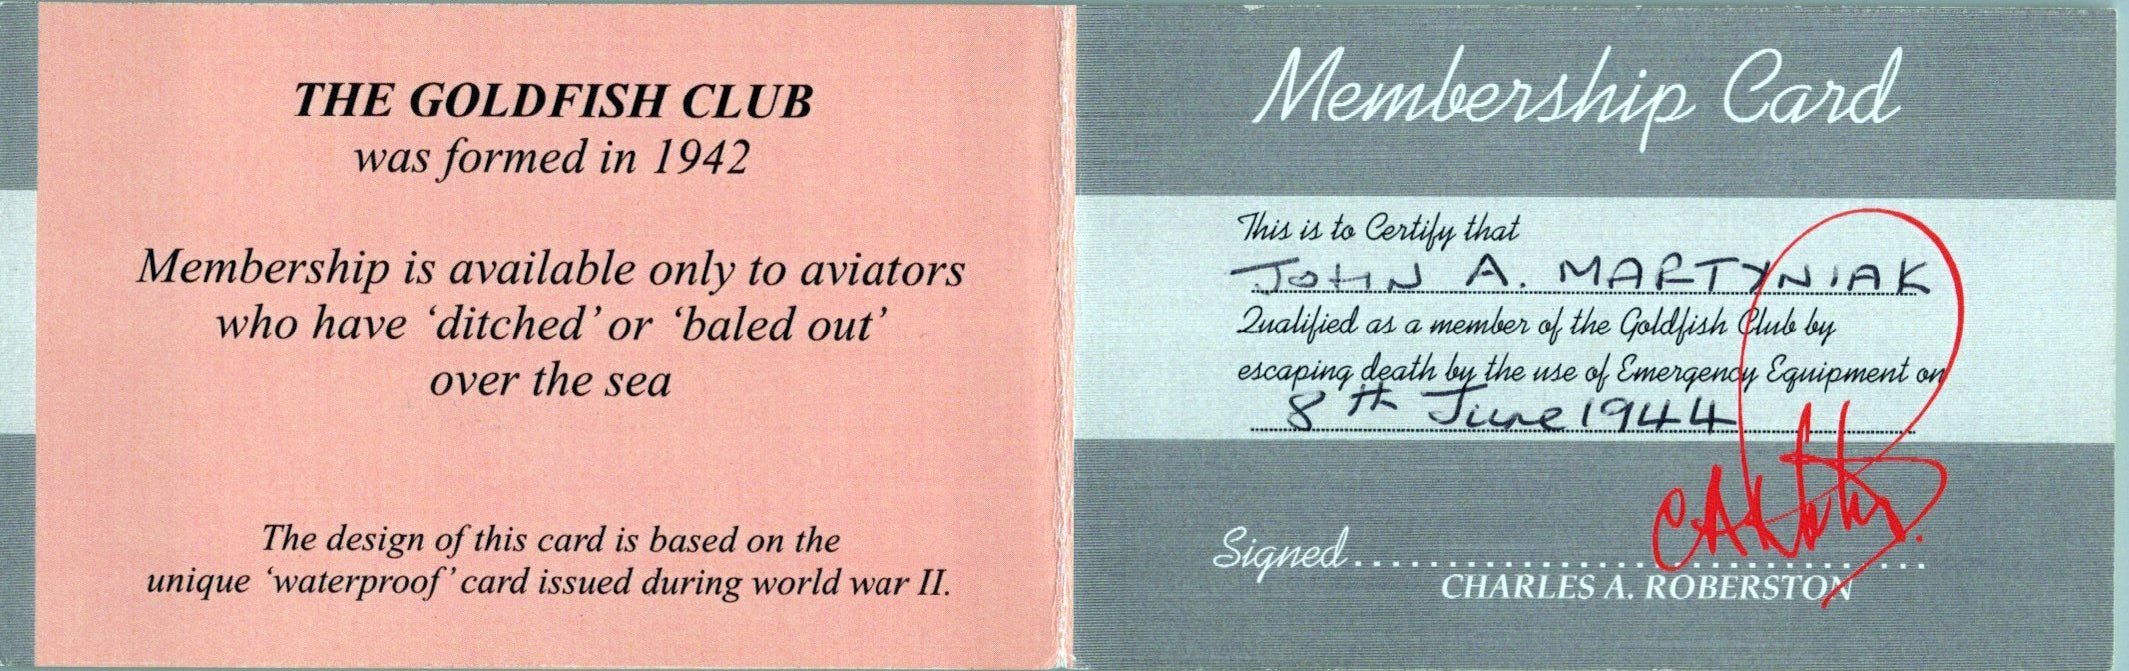 THE GOLDFISH CLUB
was formed in 1942
Membership is available only to aviators
who have ‘ditched’ or ‘baled out’
over the sea
The design of this card is based on the
unique ‘waterproof’ card issued during world war II.
Membership Card
This is to Certify that
JOHN A. MARTYNIAK
Qualified as a member of the Goldfish Club by
escaping death by the use of Emergency Equipment on
8th June 1944
Signed
CHARLES A. ROBERSTON